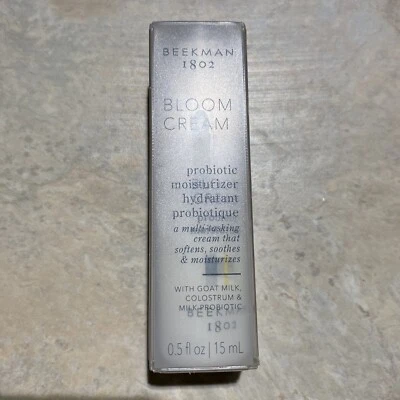 BEEKMAN
1802
BLOOM
CREAM
probiotic
moisturizer
hydratant
probiotique
a multi-tasking
cream that
softens, soothes
& moisturizes
WITH GOAT MILK,
COLOSTRUM &
MILK PROBIOTIC
BEEKMA
1802
0.5 fl oz | 15 mL